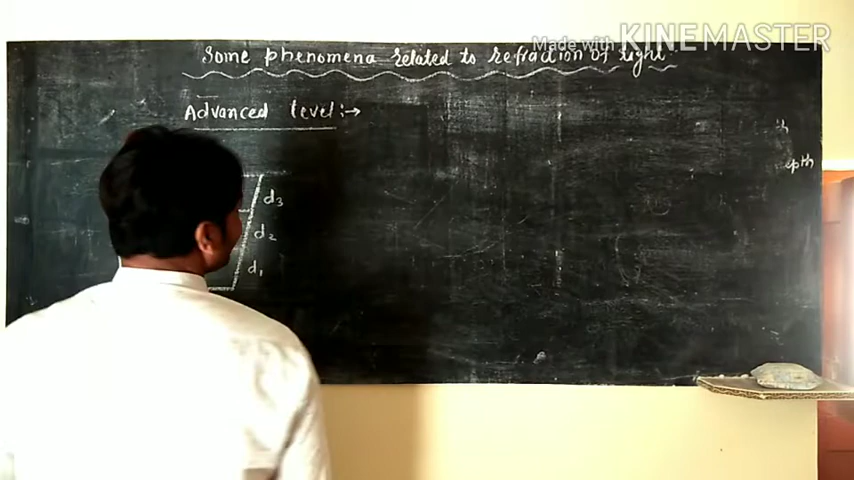 Made with KINEMASTER
Some phenomena related to refraction of light
Advanced level :→
d3
d2
d1